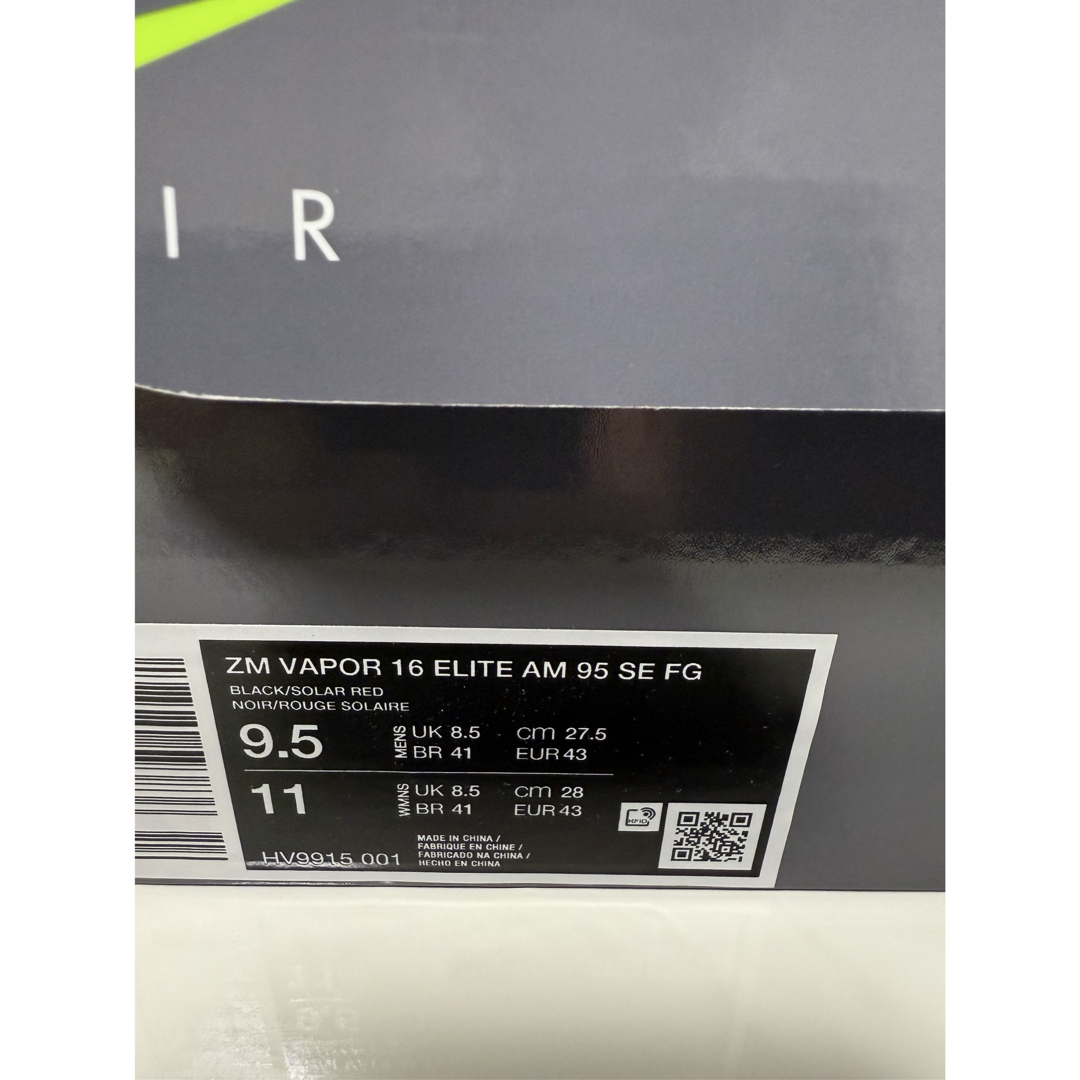 I R
ZM VAPOR 16 ELITE AM 95 SE FG
BLACK/SOLAR RED
NOIR/ROUGE SOLAIRE
9.5 MENS UK 8.5 cm 27.5
BR 41 EUR 43
11 WMNS UK 8.5 cm 28
BR 41 EUR 43
RFID
HV9915 001
MADE IN CHINA /
FABRIQUE EN CHINE /
FABRICADO NA CHINA /
HECHO EN CHINA